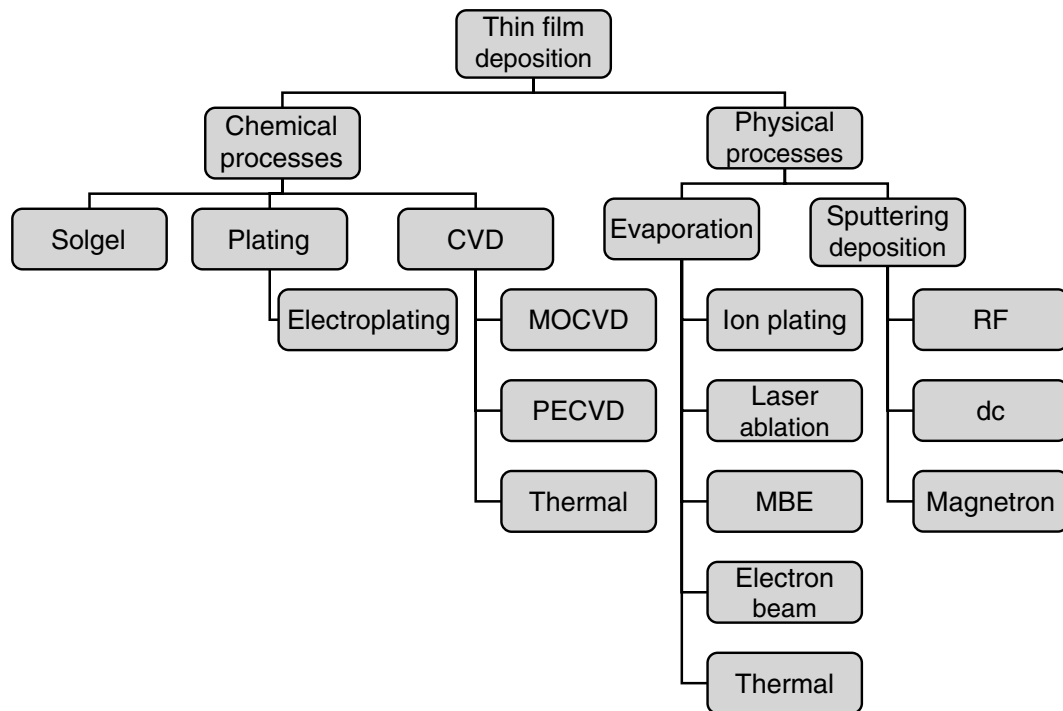 Thin film
deposition
Chemical
processes
Physical
processes
Solgel
Plating
CVD
Evaporation
Sputtering
deposition
Electroplating
MOCVD
Ion plating
RF
PECVD
Laser
ablation
dc
Thermal
MBE
Magnetron
Electron
beam
Thermal